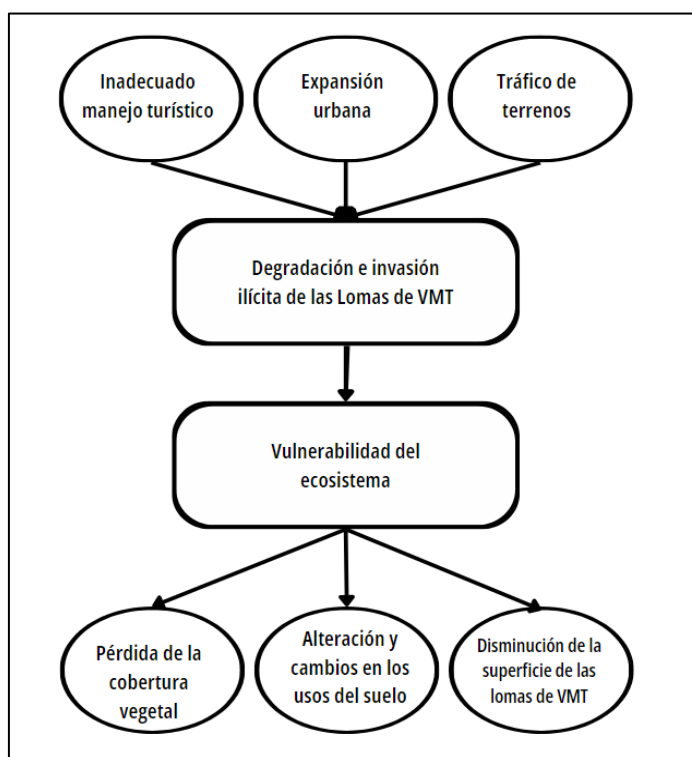 Inadecuado
manejo turístico
Expansión
urbana
Tráfico de
terrenos
Degradación e invasión
ilícita de las Lomas de VMT
Vulnerabilidad del
ecosistema
Pérdida de la
cobertura
vegetal
Alteración y
cambios en los
usos del suelo
Disminución de la
superficie de las
lomas de VMT